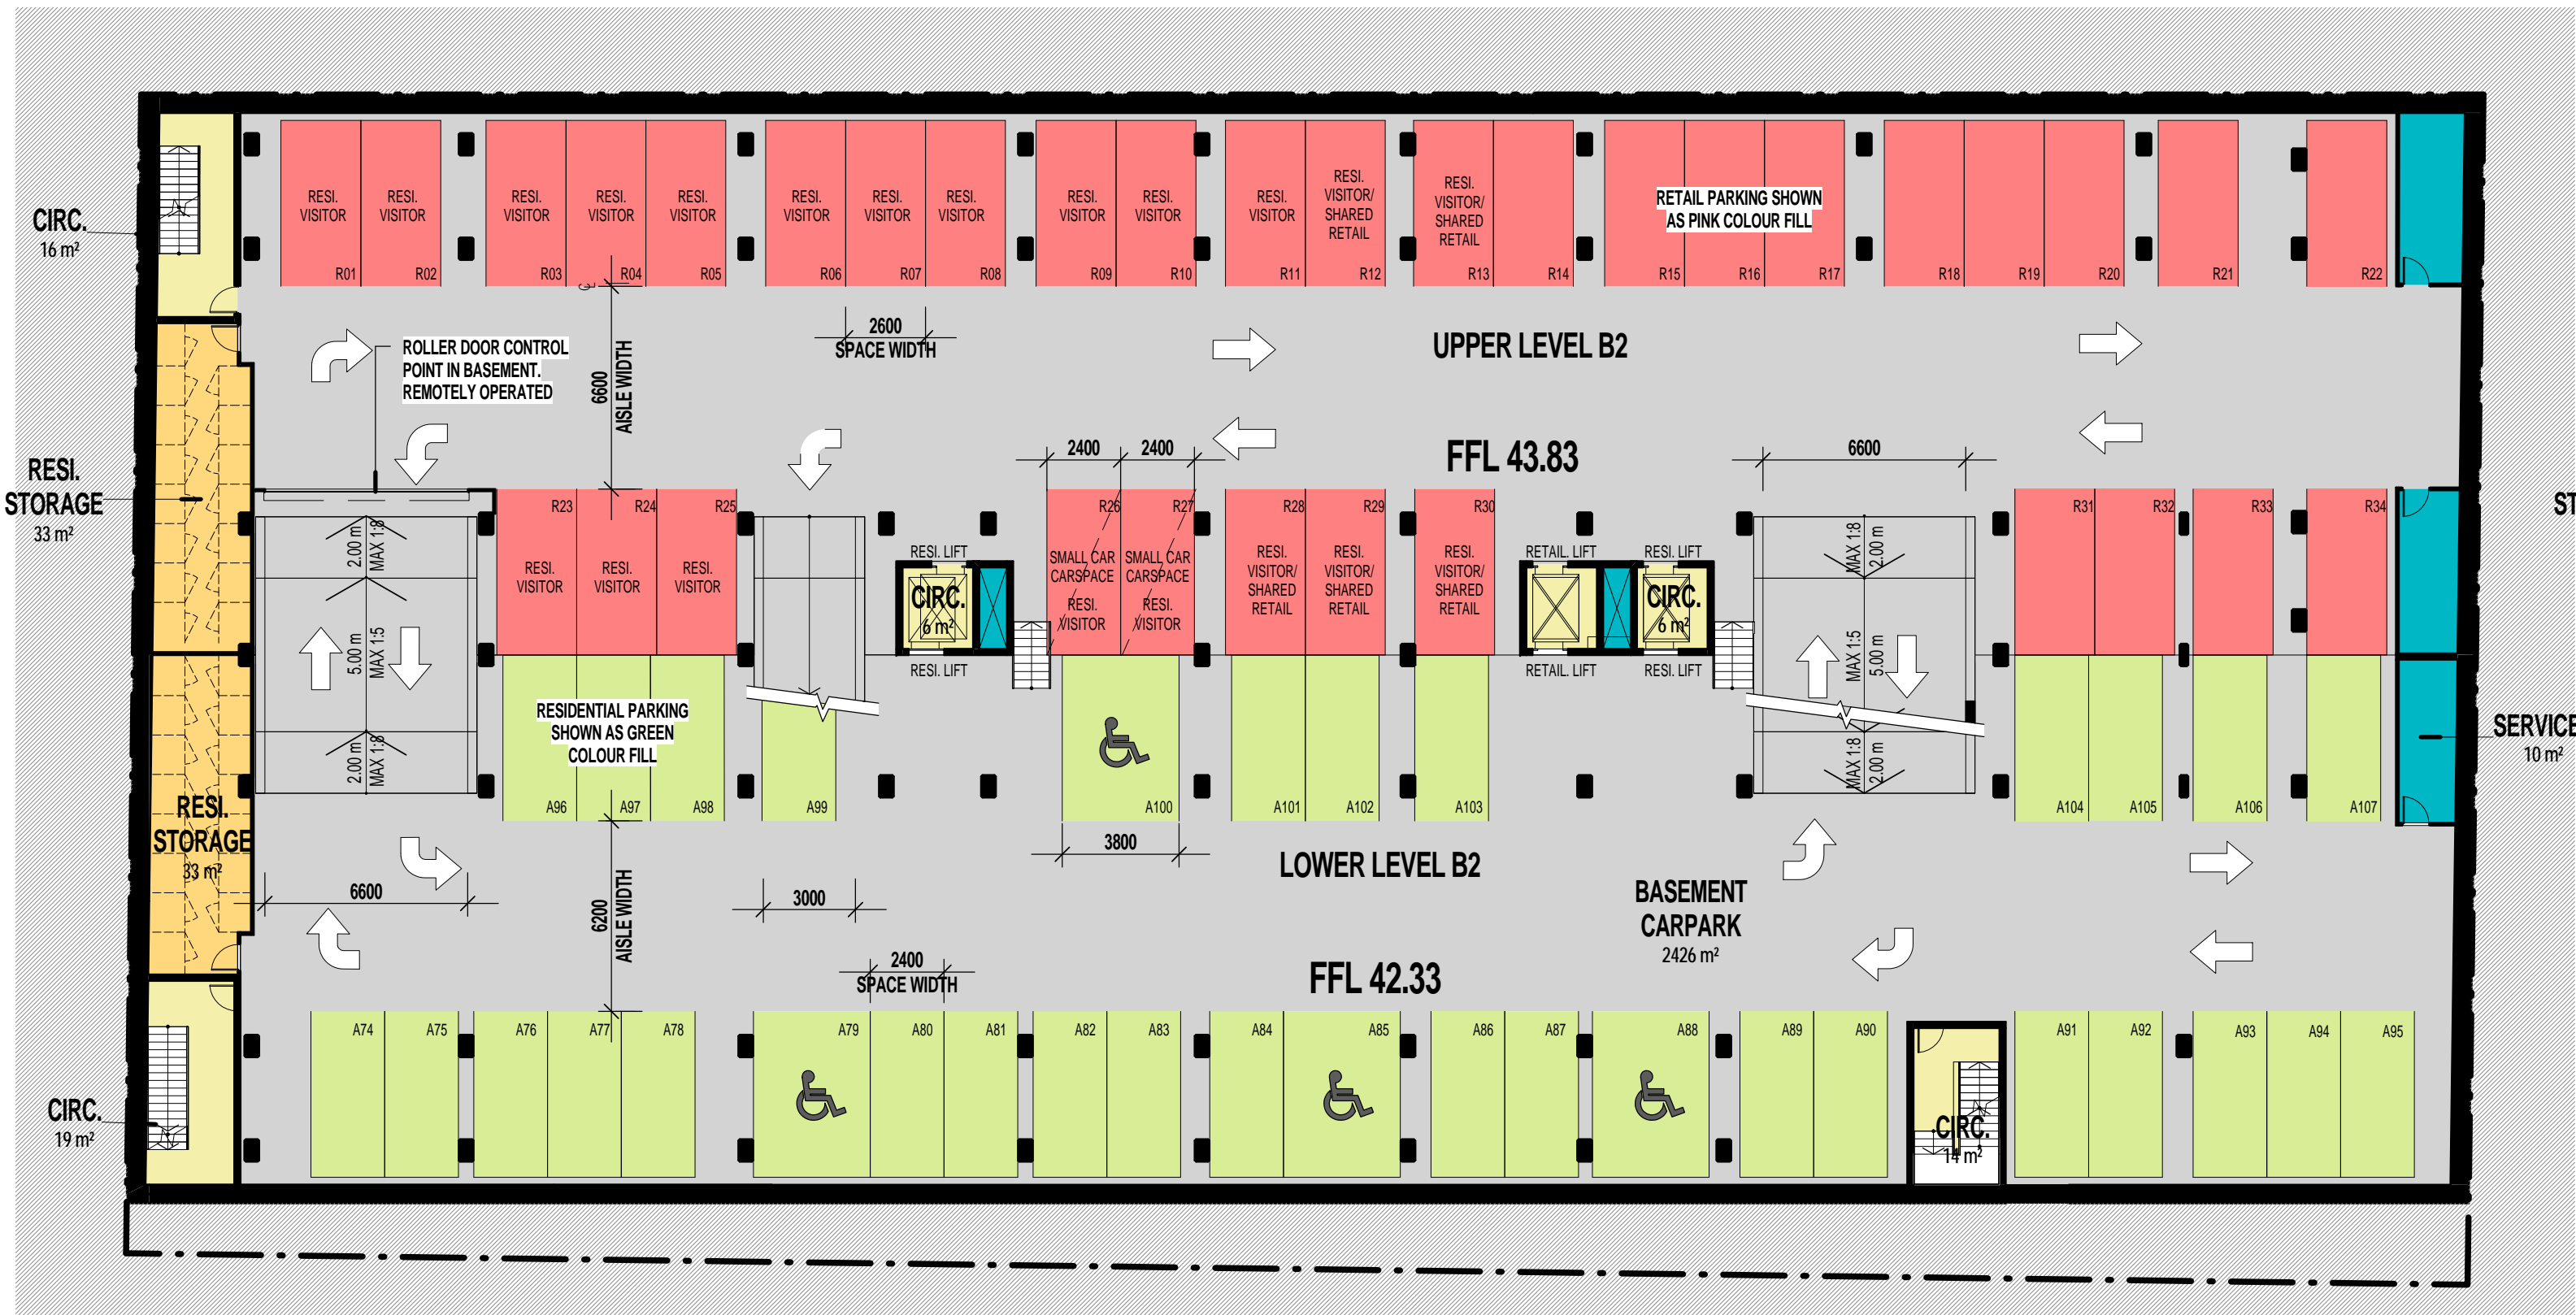 RESI.
VISITOR
R01
RESI.
VISITOR
R02
RESI.
VISITOR
R03
RESI.
VISITOR
R04
RESI.
VISITOR
R05
RESI.
VISITOR
R06
RESI.
VISITOR
R07
RESI.
VISITOR
R08
RESI.
VISITOR
R09
RESI.
VISITOR
R10
RESI.
VISITOR
R11
RESI.
VISITOR/
SHARED
RETAIL
R12
RESI.
VISITOR/
SHARED
RETAIL
R13
R14
RETAIL PARKING SHOWN
AS PINK COLOUR FILL
R15
R16
R17
R18
R19
R20
R21
R22
CIRC.
16 m²
ROLLER DOOR CONTROL
POINT IN BASEMENT.
REMOTELY OPERATED
6600
AISLE WIDTH
2600
SPACE WIDTH
UPPER LEVEL B2
FFL 43.83
2400
2400
6600
RESI.
STORAGE
33 m²
ST
2.00 m
MAX 1:8
5.00 m
MAX 1:5
2.00 m
MAX 1:8
R23
RESI.
VISITOR
R24
RESI.
VISITOR
R25
RESI.
VISITOR
RESI. LIFT
CIRC.
6 m²
RESI. LIFT
R26
SMALL CAR
CARSPACE
RESI.
VISITOR
R27
SMALL CAR
CARSPACE
RESI.
VISITOR
R28
RESI.
VISITOR/
SHARED
RETAIL
R29
RESI.
VISITOR/
SHARED
RETAIL
R30
RESI.
VISITOR/
SHARED
RETAIL
RETAIL. LIFT
RESI. LIFT
CIRC.
6 m²
RETAIL. LIFT
RESI. LIFT
MAX 1:8
2.00 m
MAX 1:5
5.00 m
MAX 1:8
2.00 m
R31
R32
R33
R34
RESIDENTIAL PARKING
SHOWN AS GREEN
COLOUR FILL
A96
A97
A98
A99
A100
A101
A102
A103
A104
A105
A106
A107
SERVICE
10 m²
RESI.
STORAGE
33 m²
6600
6200
AISLE WIDTH
3000
3800
LOWER LEVEL B2
BASEMENT
CARPARK
2426 m²
2400
SPACE WIDTH
FFL 42.33
A74
A75
A76
A77
A78
A79
A80
A81
A82
A83
A84
A85
A86
A87
A88
A89
A90
A91
A92
A93
A94
A95
CIRC.
19 m²
CIRC.
14 m²